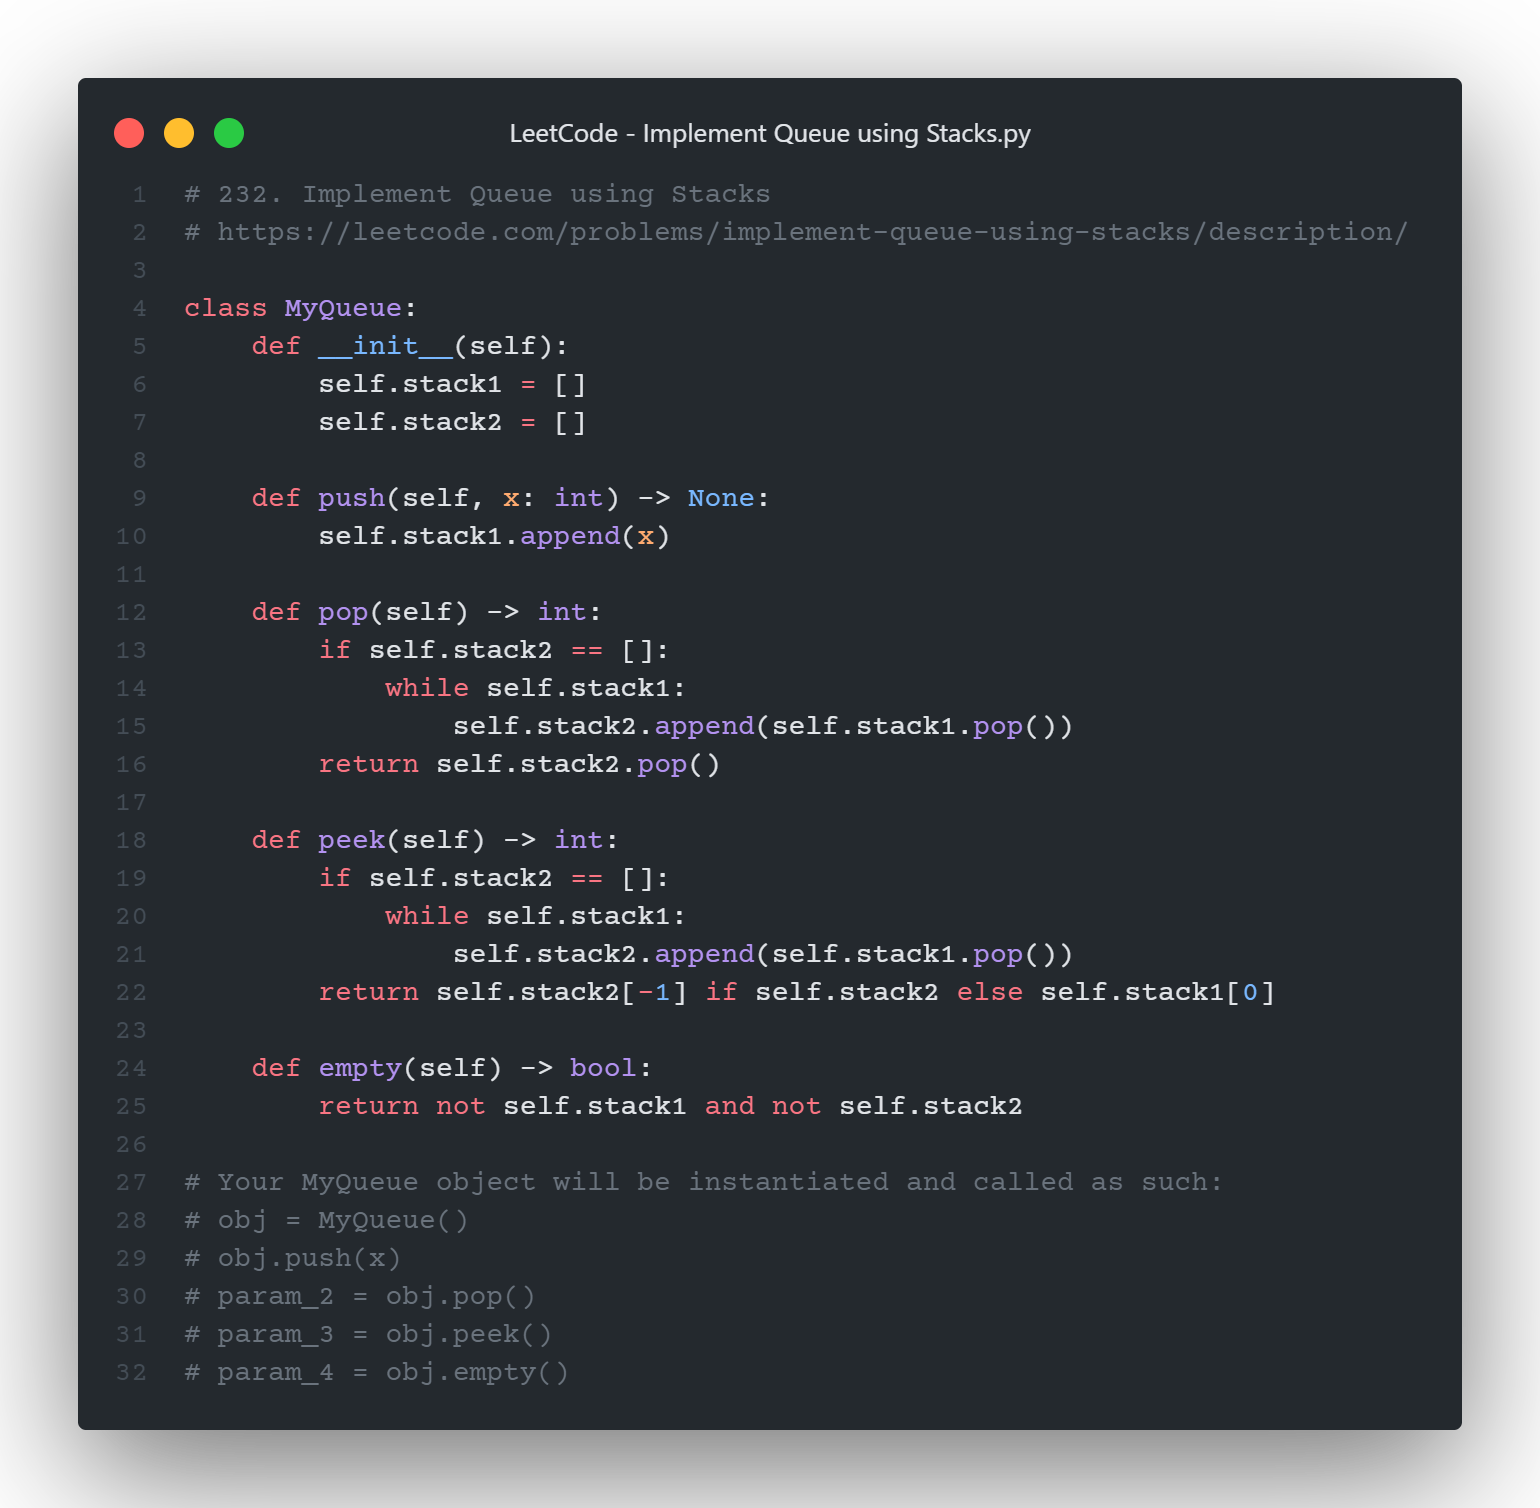 LeetCode - Implement Queue using Stacks.py
1 # 232. Implement Queue using Stacks
2 # https://leetcode.com/problems/implement-queue-using-stacks/description/
3
4 class MyQueue:
5     def __init__(self):
6         self.stack1 = []
7         self.stack2 = []
8
9     def push(self, x: int) -> None:
10         self.stack1.append(x)
11
12     def pop(self) -> int:
13         if self.stack2 == []:
14             while self.stack1:
15                 self.stack2.append(self.stack1.pop())
16         return self.stack2.pop()
17
18     def peek(self) -> int:
19         if self.stack2 == []:
20             while self.stack1:
21                 self.stack2.append(self.stack1.pop())
22         return self.stack2[-1] if self.stack2 else self.stack1[0]
23
24     def empty(self) -> bool:
25         return not self.stack1 and not self.stack2
26
27 # Your MyQueue object will be instantiated and called as such:
28 # obj = MyQueue()
29 # obj.push(x)
30 # param_2 = obj.pop()
31 # param_3 = obj.peek()
32 # param_4 = obj.empty()